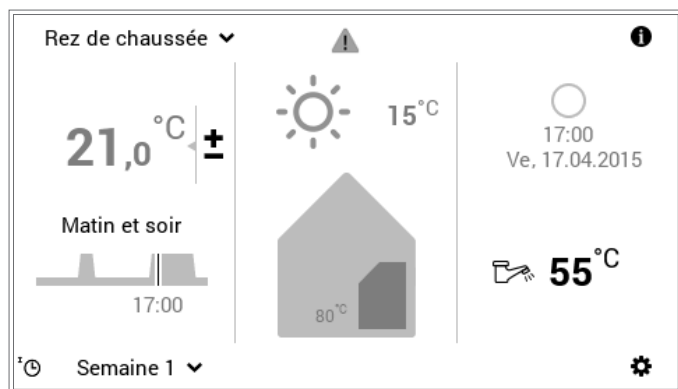 Rez de chaussée
21,0 °C ±
Matin et soir
17:00
15°C
80°C
17:00
Ve, 17.04.2015
55°C
Semaine 1